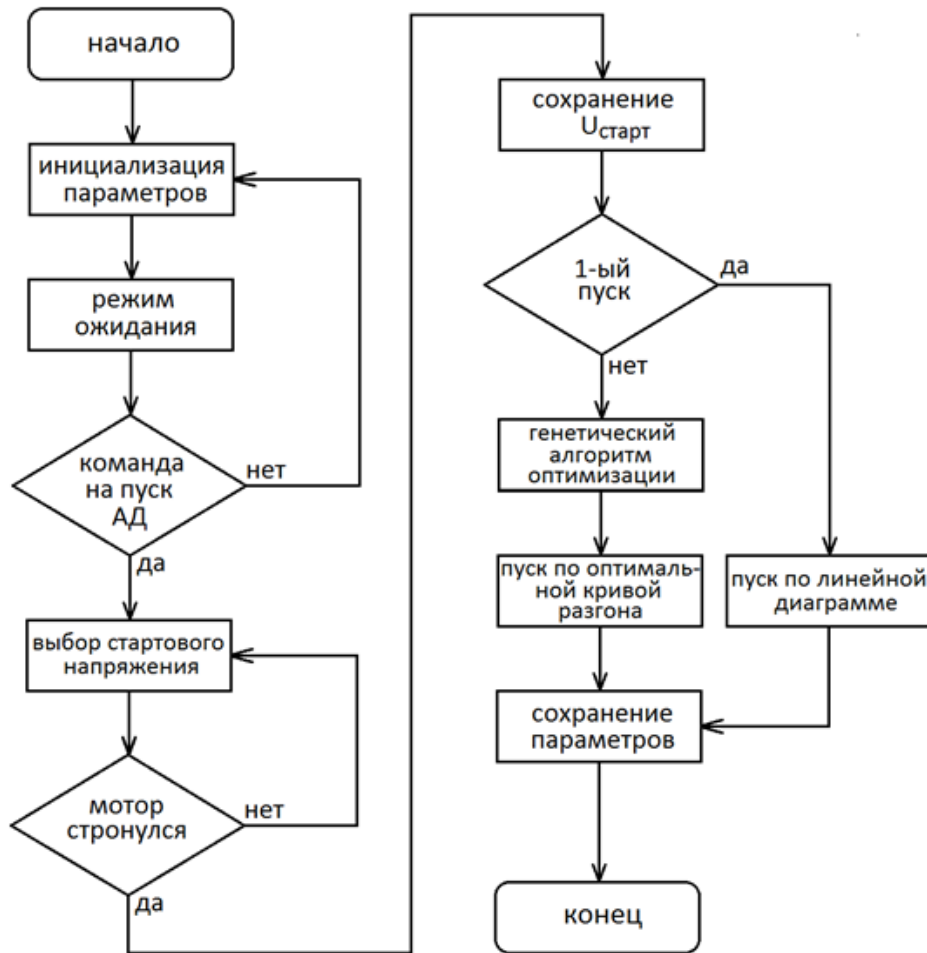 начало
инициализация
параметров
режим
ожидания
команда
на пуск
АД
нет
да
выбор стартового
напряжения
мотор
стронулся
нет
да
сохранение
Uстарт
1-ый
пуск
да
нет
генетический
алгоритм
оптимизации
пуск по оптималь-
ной кривой
разгона
пуск по линейной
диаграмме
сохранение
параметров
конец